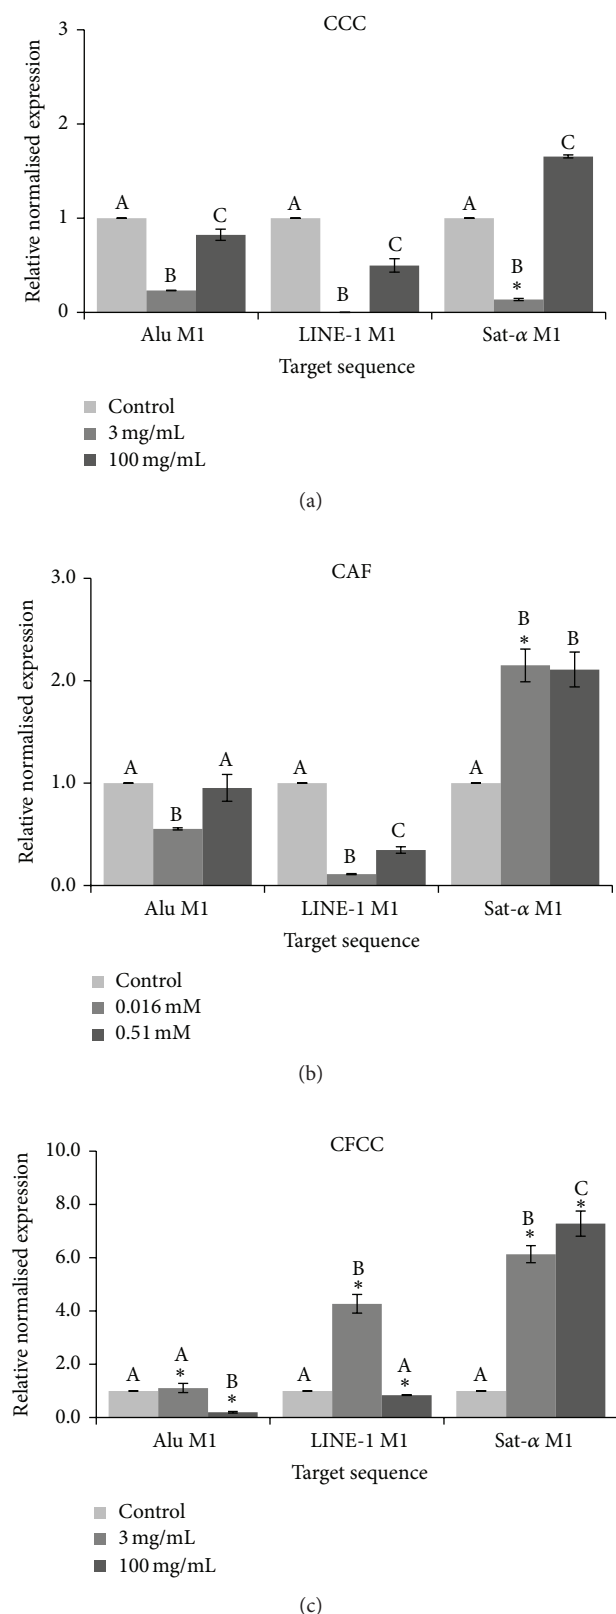 CCC
3
2
1
0
Relative normalised expression
A
B
C
A
B
C
A
B
*
C
Alu M1 LINE-1 M1 Sat-α M1
Target sequence
Control
3 mg/mL
100 mg/mL
(a)
CAF
3.0
2.0
1.0
0.0
Relative normalised expression
A
B
A
A
B
C
A
B
*
B
Alu M1 LINE-1 M1 Sat-α M1
Target sequence
Control
0.016 mM
0.51 mM
(b)
CFCC
10.0
8.0
6.0
4.0
2.0
0.0
Relative normalised expression
A
A
*
B
*
A
B
*
A
*
A
B
*
C
*
Alu M1 LINE-1 M1 Sat-α M1
Target sequence
Control
3 mg/mL
100 mg/mL
(c)